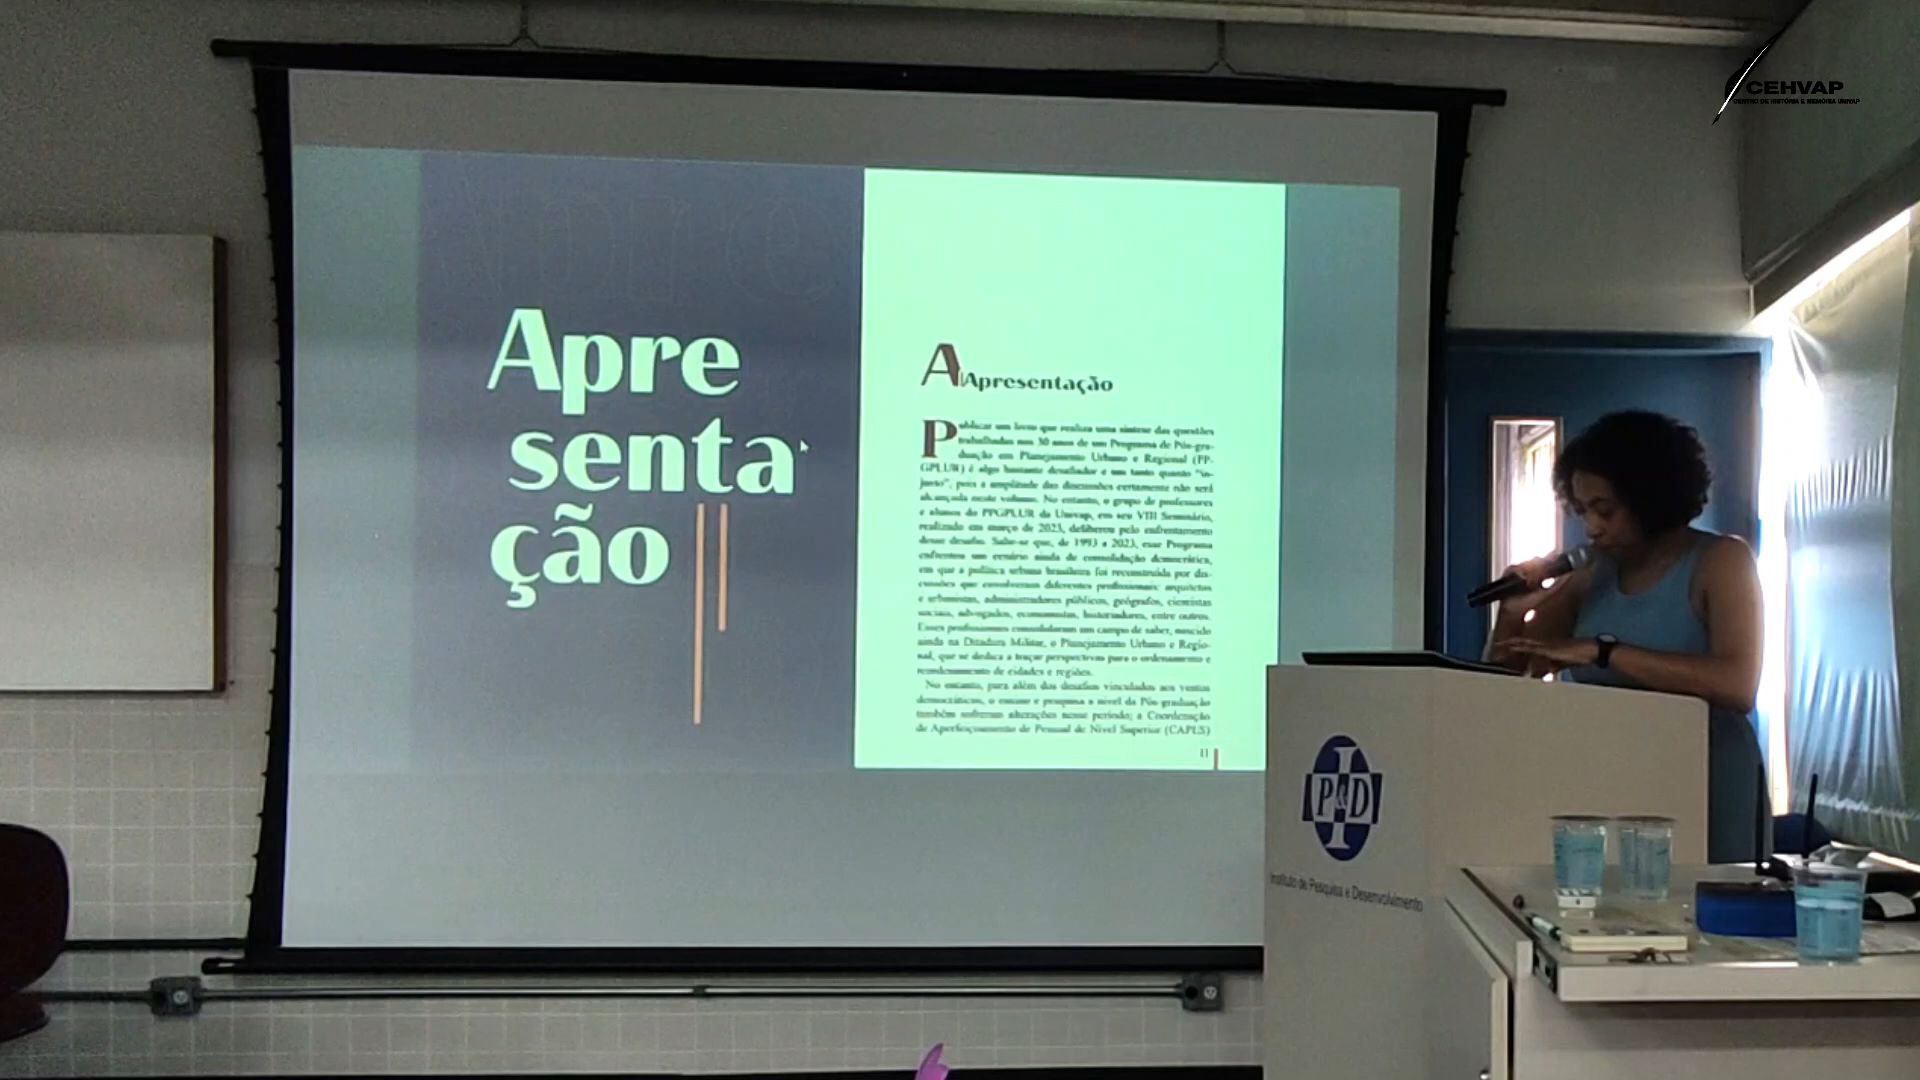 CEHVAP
CENTRO DE HISTÓRIA E MEMÓRIA UNIVAP
Apre
senta
ção
A Apresentação
Publicar um livro que realiza uma síntese das questões
trabalhadas nos 30 anos de um Programa de Pós-gra-
duação em Planejamento Urbano e Regional (PP-
GPLUR) é algo bastante desafiador e um tanto quanto "in-
justo", pois a amplitude das discussões certamente não será
alcançada neste volume. No entanto, o grupo de professores
e alunos do PPGPLUR da Univap, em seu VIII Seminário,
realizado em março de 2023, deliberou pelo enfrentamento
desse desafio. Sabe-se que, de 1993 a 2023, esse Programa
enfrentou um cenário ainda de consolidação democrática,
em que a política urbana brasileira foi reconstruída por dis-
cussões que envolveram diferentes profissionais: arquitetos
e urbanistas, administradores públicos, geógrafos, cientistas
sociais, advogados, economistas, historiadores, entre outros.
Esses profissionais consolidaram um campo de saber, nascido
ainda na Ditadura Militar, o Planejamento Urbano e Regio-
nal, que se dedica a traçar perspectivas para o ordenamento e
reordenamento de cidades e regiões.
No entanto, para além dos desafios vinculados aos ventos
democráticos, o ensino e pesquisa a nível da Pós-graduação
também sofreram alterações nesse período; a Coordenação
de Aperfeiçoamento de Pessoal de Nível Superior (CAPES)
11
IP&D
Instituto de Pesquisa e Desenvolvimento